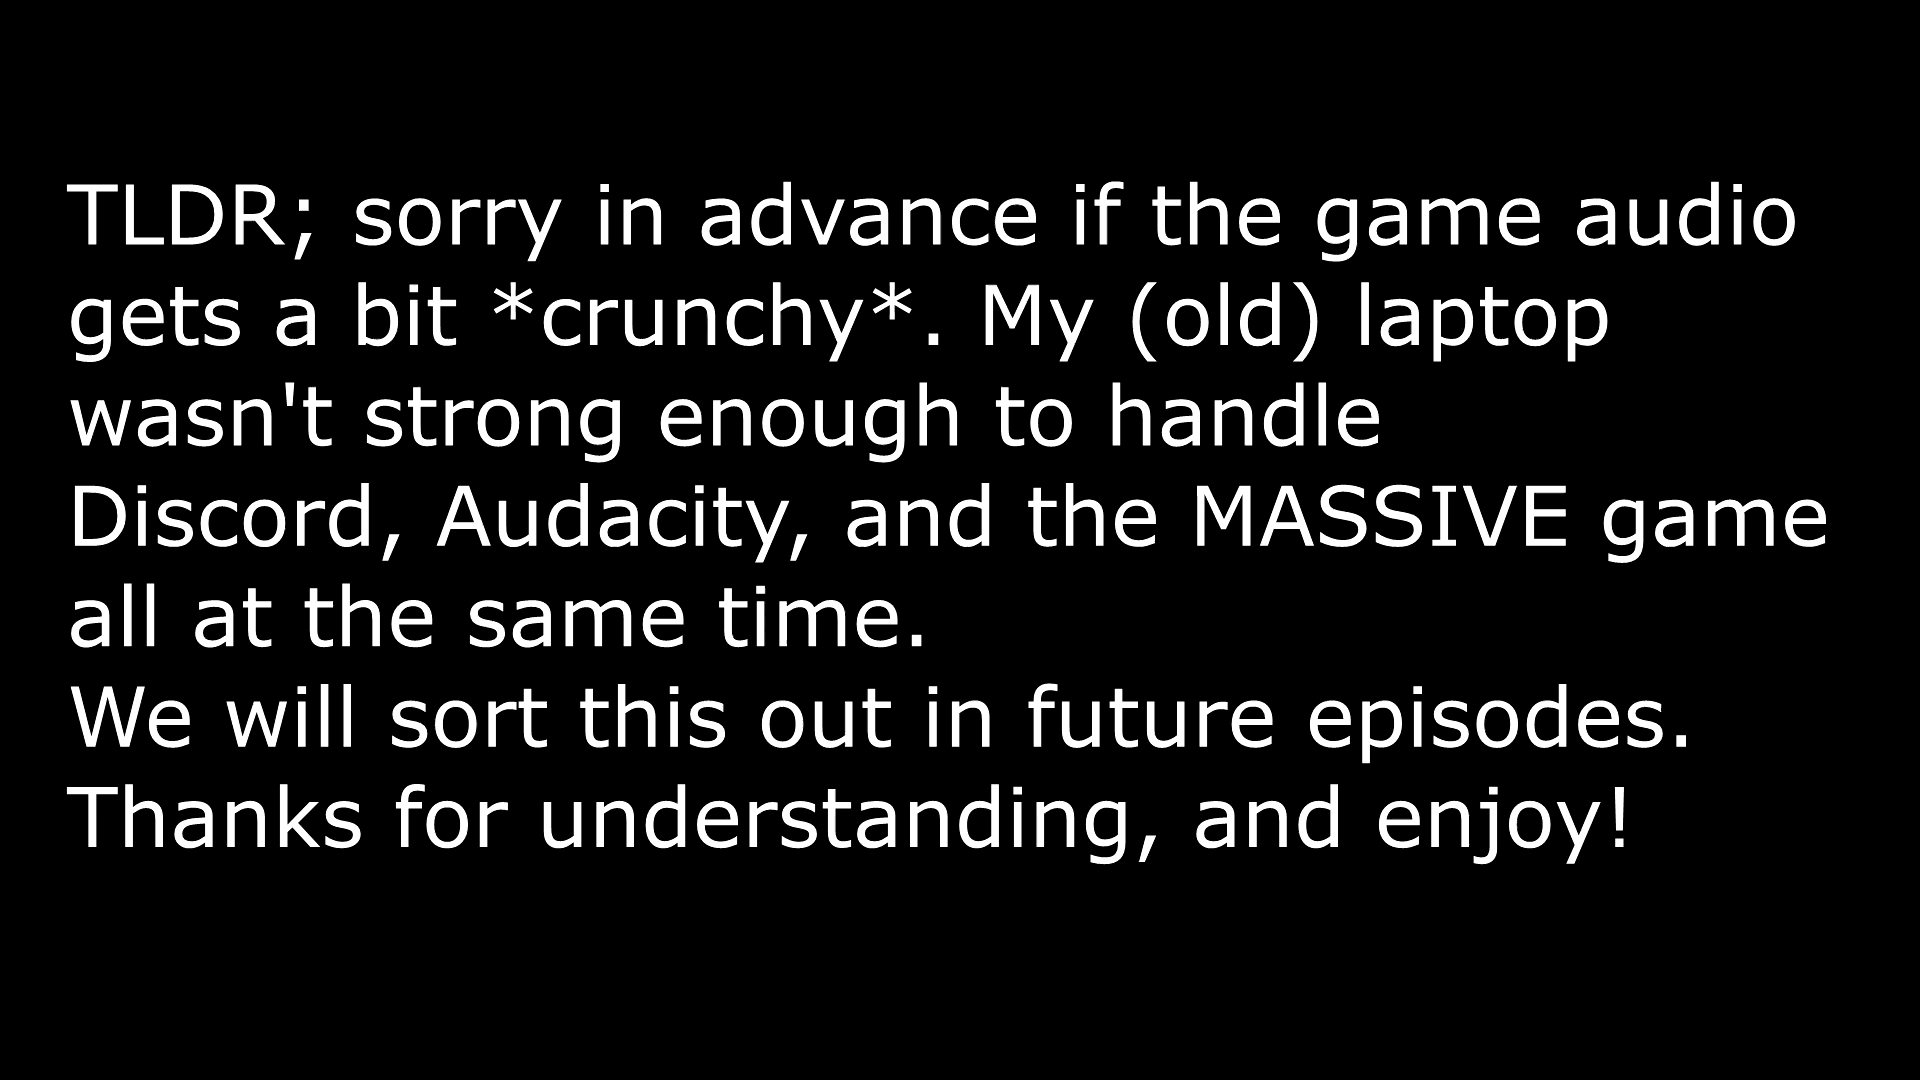 TLDR; sorry in advance if the game audio
gets a bit *crunchy*. My (old) laptop
wasn't strong enough to handle
Discord, Audacity, and the MASSIVE game
all at the same time.
We will sort this out in future episodes.
Thanks for understanding, and enjoy!